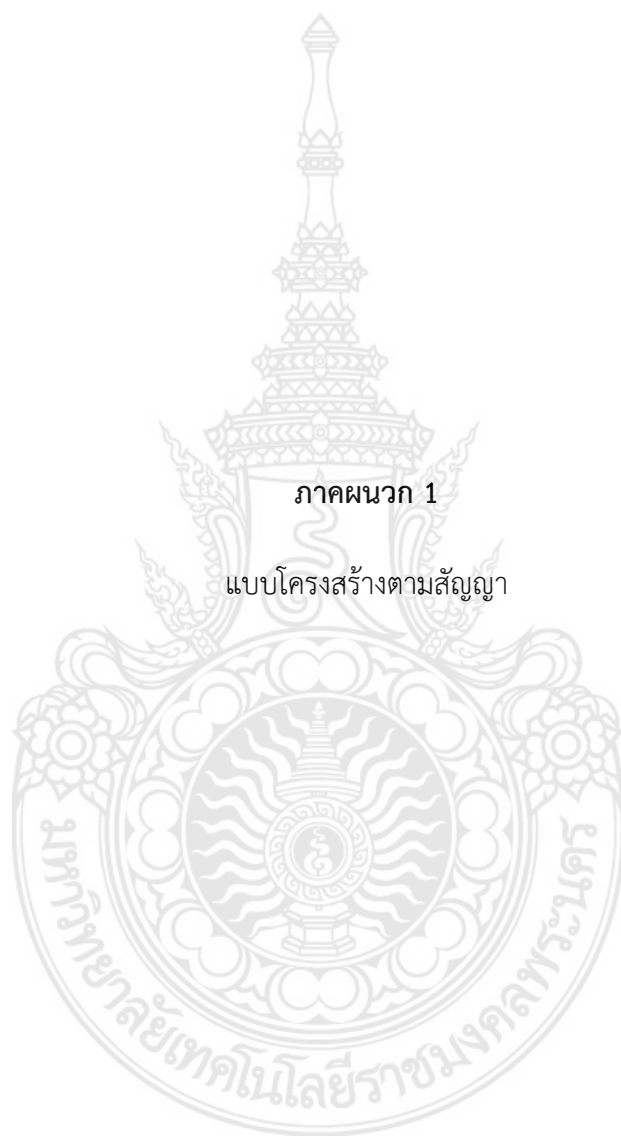 ภาคผนวก 1
แบบโครงสร้างตามสัญญา
มหาวิทยาลัยเทคโนโลยีราชมงคลพระนคร